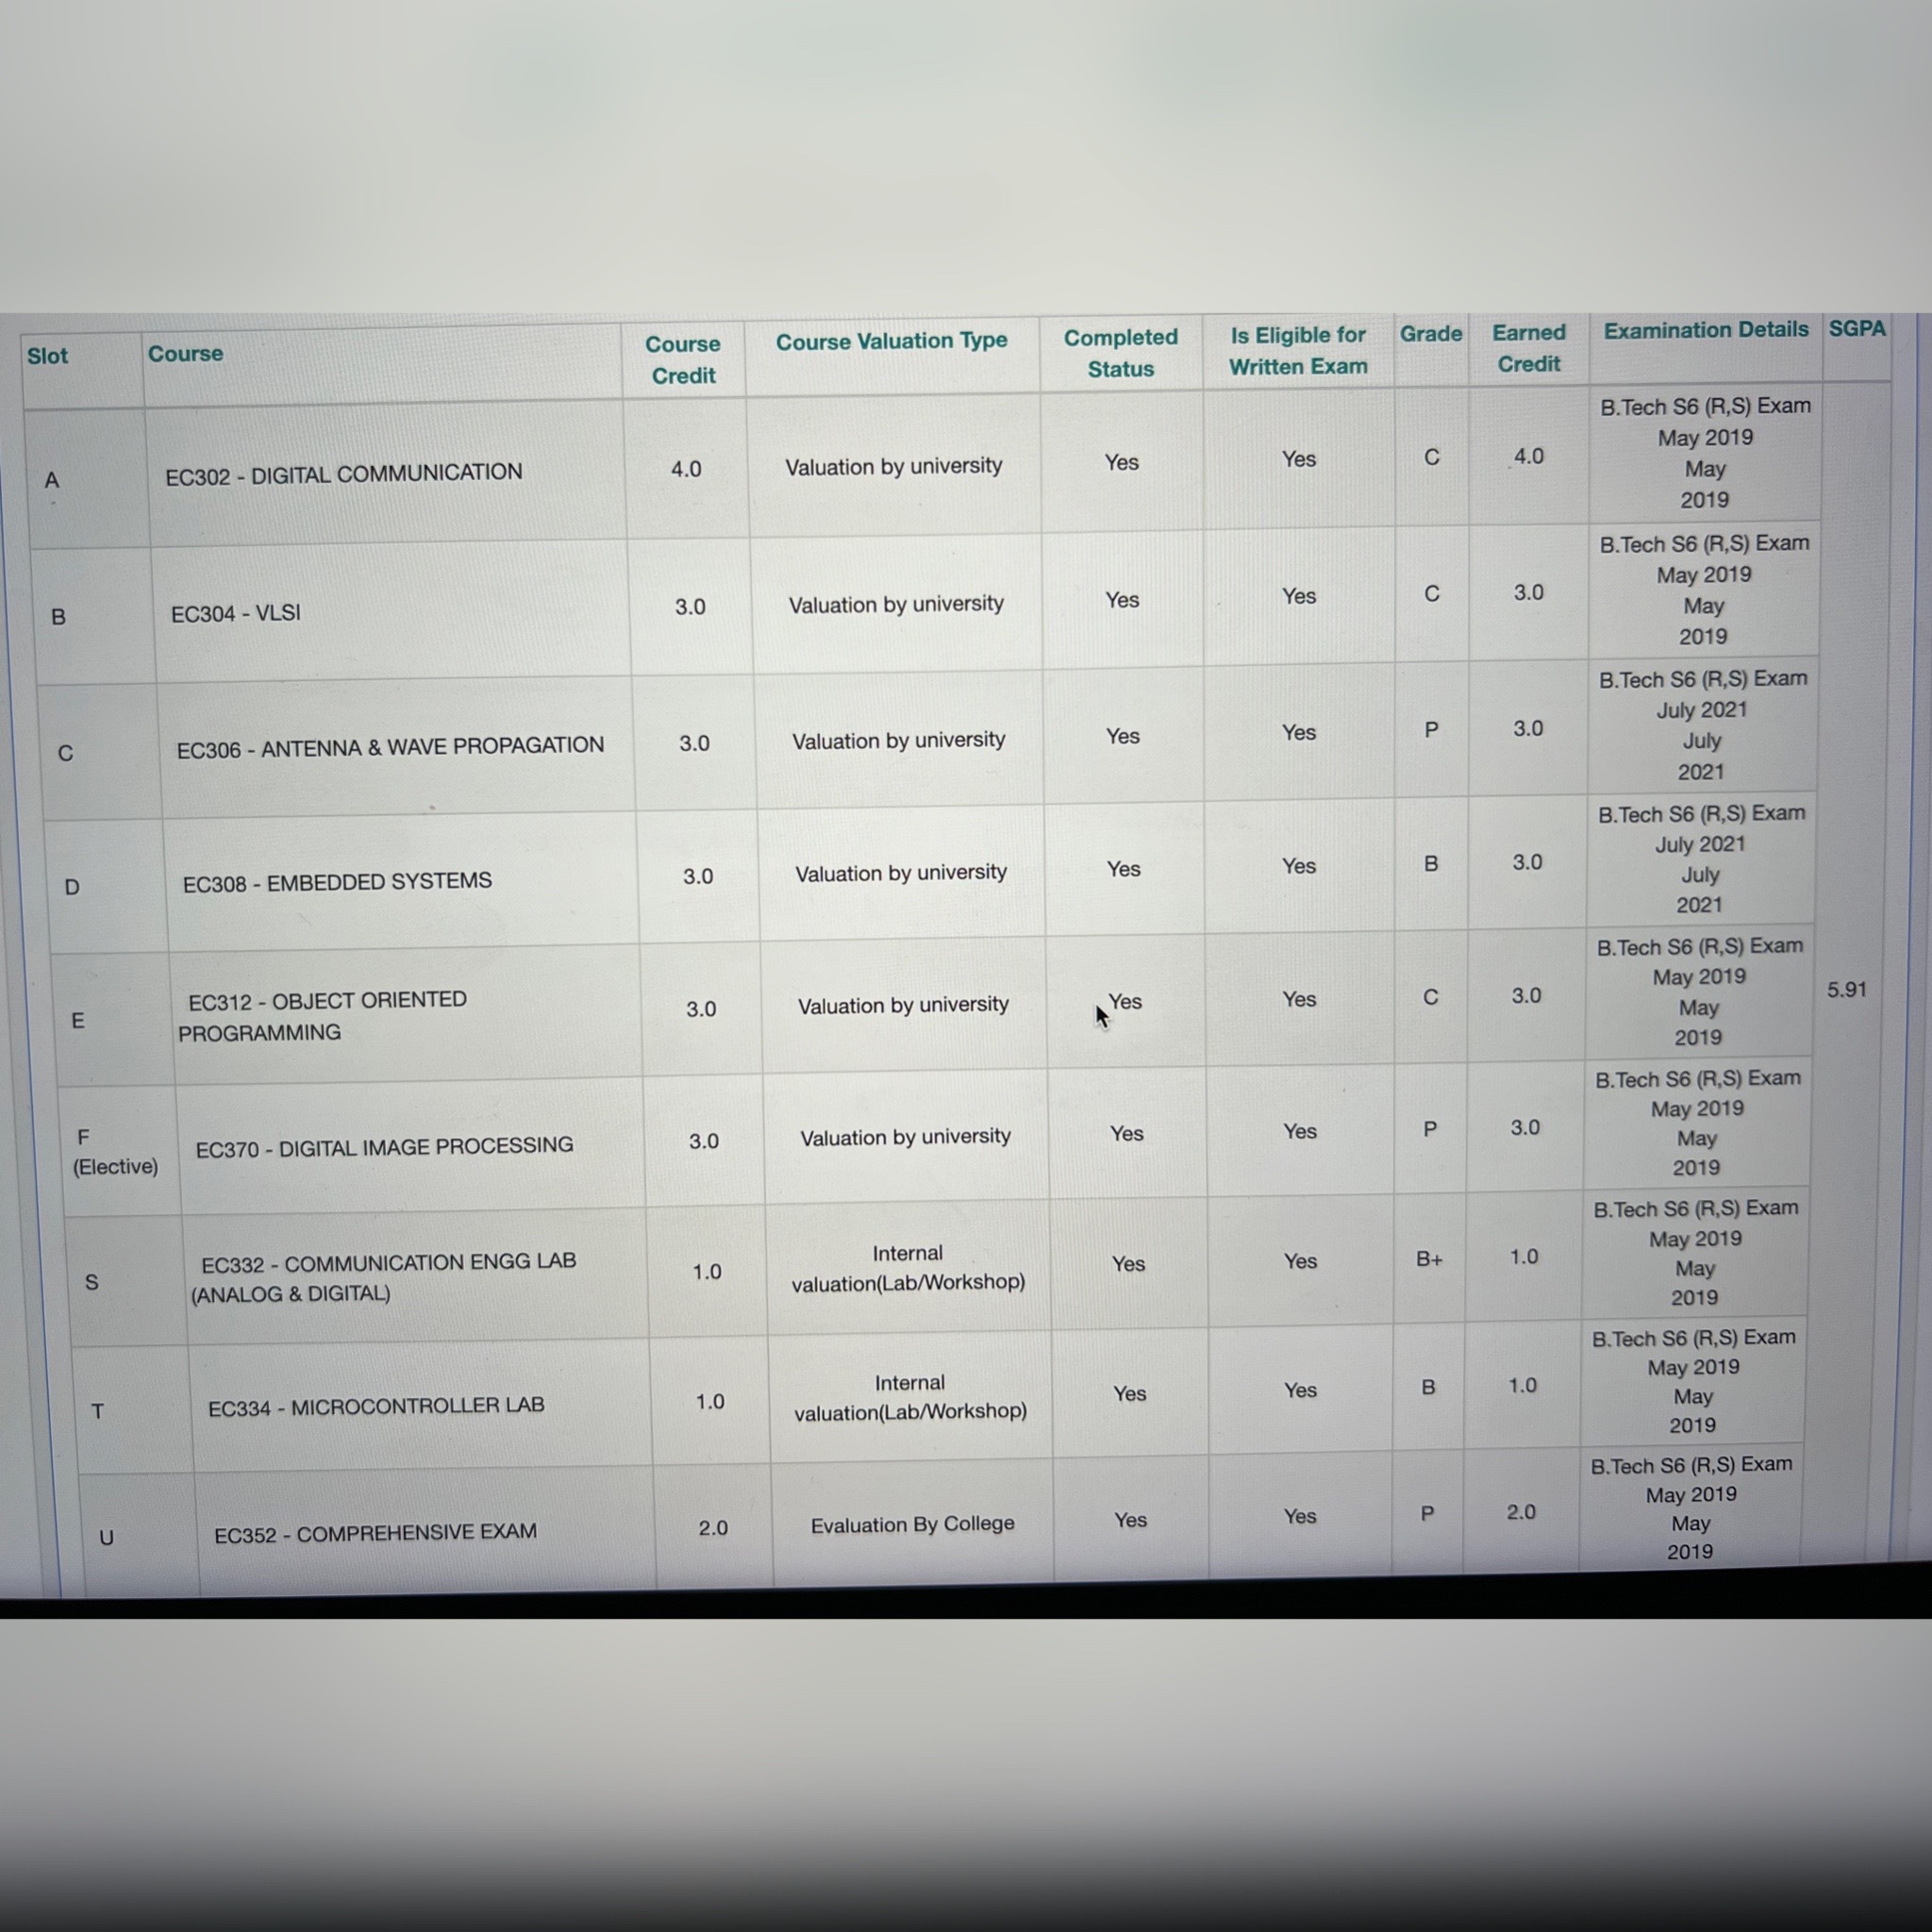 Slot Course Course Credit Course Valuation Type Completed Status Is Eligible for Written Exam Grade Earned Credit Examination Details SGPA
A EC302 - DIGITAL COMMUNICATION 4.0 Valuation by university Yes Yes C 4.0 B.Tech S6 (R,S) Exam May 2019 May 2019
B EC304 - VLSI 3.0 Valuation by university Yes Yes C 3.0 B.Tech S6 (R,S) Exam May 2019 May 2019
C EC306 - ANTENNA & WAVE PROPAGATION 3.0 Valuation by university Yes Yes P 3.0 B.Tech S6 (R,S) Exam July 2021 July 2021
D EC308 - EMBEDDED SYSTEMS 3.0 Valuation by university Yes Yes B 3.0 B.Tech S6 (R,S) Exam July 2021 July 2021
E EC312 - OBJECT ORIENTED PROGRAMMING 3.0 Valuation by university Yes Yes C 3.0 B.Tech S6 (R,S) Exam May 2019 May 2019 5.91
F (Elective) EC370 - DIGITAL IMAGE PROCESSING 3.0 Valuation by university Yes Yes P 3.0 B.Tech S6 (R,S) Exam May 2019 May 2019
S EC332 - COMMUNICATION ENGG LAB (ANALOG & DIGITAL) 1.0 Internal valuation(Lab/Workshop) Yes Yes B+ 1.0 B.Tech S6 (R,S) Exam May 2019 May 2019
T EC334 - MICROCONTROLLER LAB 1.0 Internal valuation(Lab/Workshop) Yes Yes B 1.0 B.Tech S6 (R,S) Exam May 2019 May 2019
U EC352 - COMPREHENSIVE EXAM 2.0 Evaluation By College Yes Yes P 2.0 B.Tech S6 (R,S) Exam May 2019 May 2019